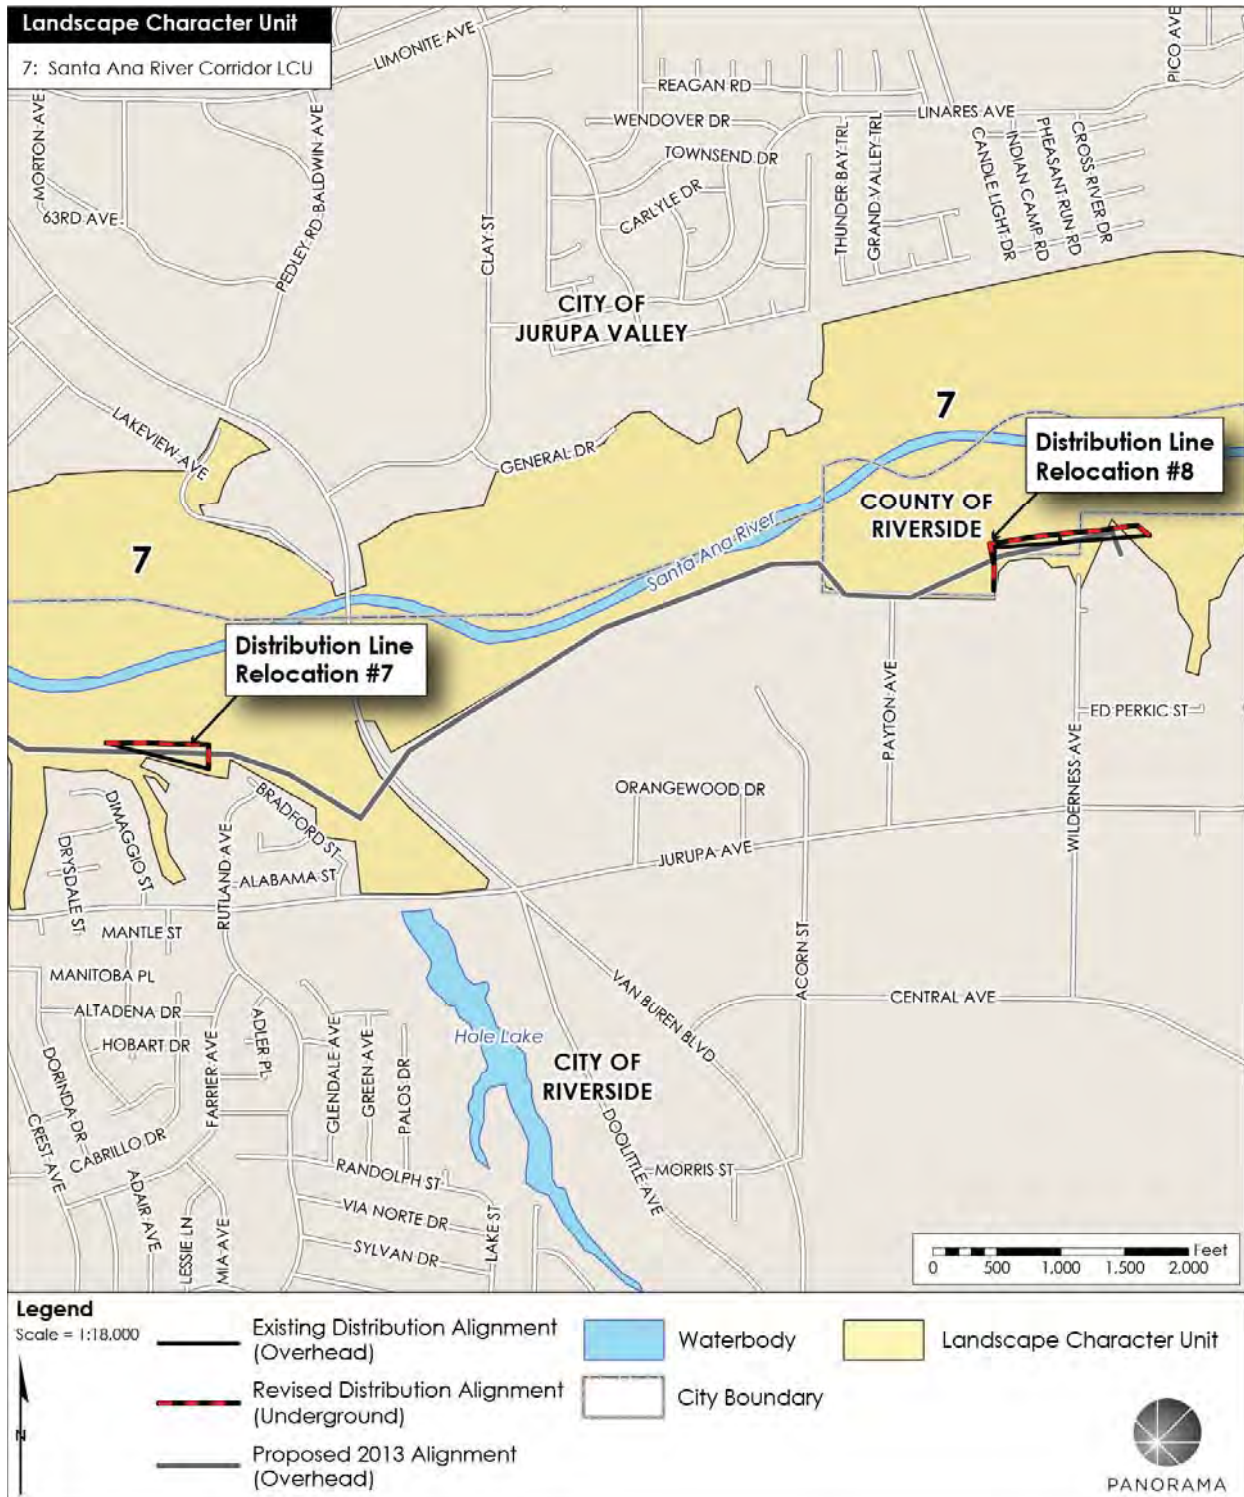 Landscape Character Unit
7: Santa Ana River Corridor LCU
LIMONITE AVE
PICO AVE
MORTON AVE
REAGAN RD
WENDOVER DR
LINARES AVE
TOWNSEND DR
CARLYLE DR
THUNDER BAY TRL
GRAND VALLEY TRL
CANDLE LIGHT DR
INDIAN CAMP RD
PHEASANT RUN RD
CROSS RIVER DR
63RD AVE
PEDLEY RD
BALDWIN AVE
CLAY ST
CITY OF
JURUPA VALLEY
LAKEVIEW AVE
GENERAL DR
7
Distribution Line
Relocation #8
COUNTY OF
RIVERSIDE
7
Santa Ana River
Distribution Line
Relocation #7
PAYTON AVE
WILDERNESS AVE
ED PERKIC ST
ORANGEWOOD DR
JURUPA AVE
DIMAGGIO ST
DRYSDALE ST
RUTLAND AVE
BRADFORD ST
ALABAMA ST
MANTLE ST
MANITOBA PL
ALTADENA DR
HOBART DR
DORINDA DR
CREST AVE
CABRILLO DR
FARRIER AVE
ADLER PL
GLENDALE AVE
GREEN AVE
PALOS DR
Hole Lake
CITY OF
RIVERSIDE
VAN BUREN BLVD
ACORN ST
CENTRAL AVE
DOOLITTLE AVE
MORRIS ST
RANDOLPH ST
VIA NORTE DR
SYLVAN DR
LAKE ST
ADAIR AVE
LESSIE LN
MIA AVE
Feet
0 500 1,000 1,500 2,000
Legend
Scale = 1:18,000
N
Existing Distribution Alignment
(Overhead)
Revised Distribution Alignment
(Underground)
Proposed 2013 Alignment
(Overhead)
Waterbody
City Boundary
Landscape Character Unit
PANORAMA